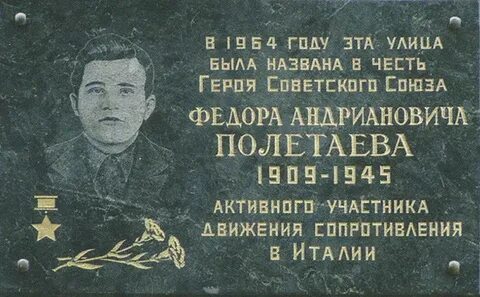 В 1964 ГОДУ ЭТА УЛИЦА
БЫЛА НАЗВАНА В ЧЕСТЬ
ГЕРОЯ СОВЕТСКОГО СОЮЗА
ФЕДОРА АНДРИАНОВИЧА
ПОЛЕТАЕВА
1909-1945
АКТИВНОГО УЧАСТНИКА
ДВИЖЕНИЯ СОПРОТИВЛЕНИЯ
В ИТАЛИИ